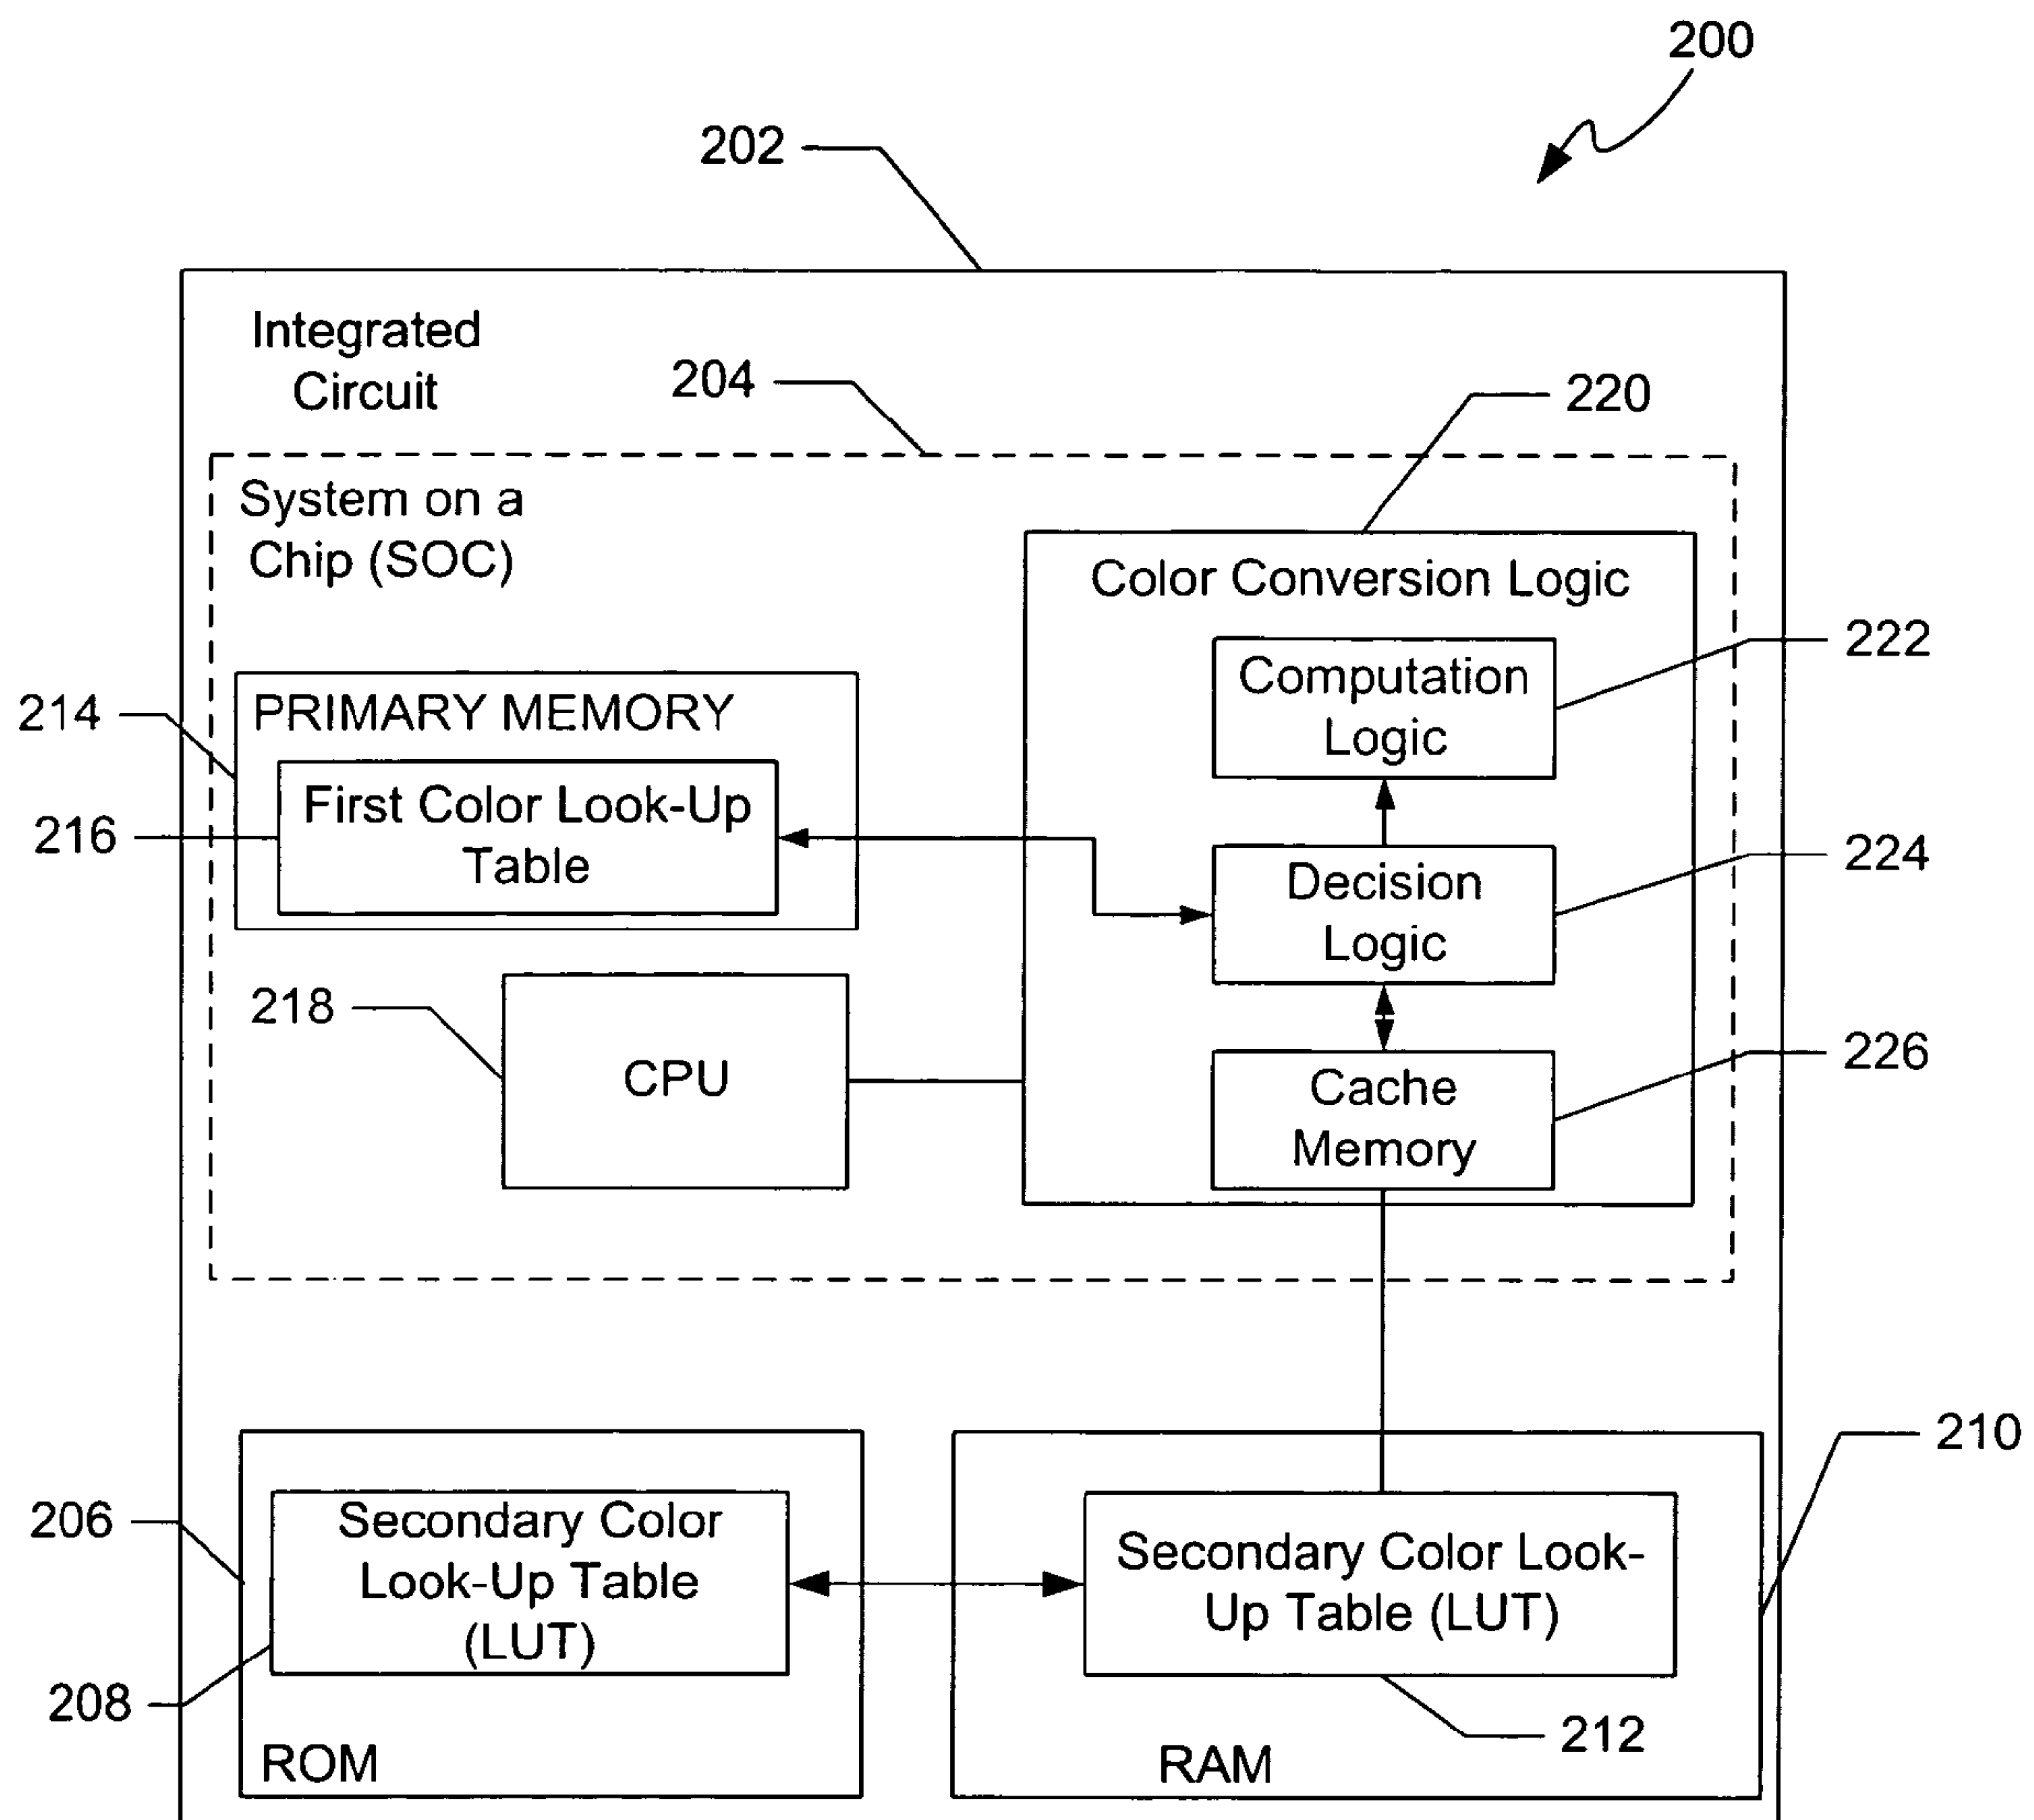 200
202
Integrated
Circuit
204
220
System on a
Chip (SOC)
Color Conversion Logic
222
Computation
Logic
214
PRIMARY MEMORY
216
First Color Look-Up
Table
224
Decision
Logic
218
CPU
226
Cache
Memory
210
206
Secondary Color
Look-Up Table
(LUT)
Secondary Color Look-
Up Table (LUT)
208
212
ROM
RAM